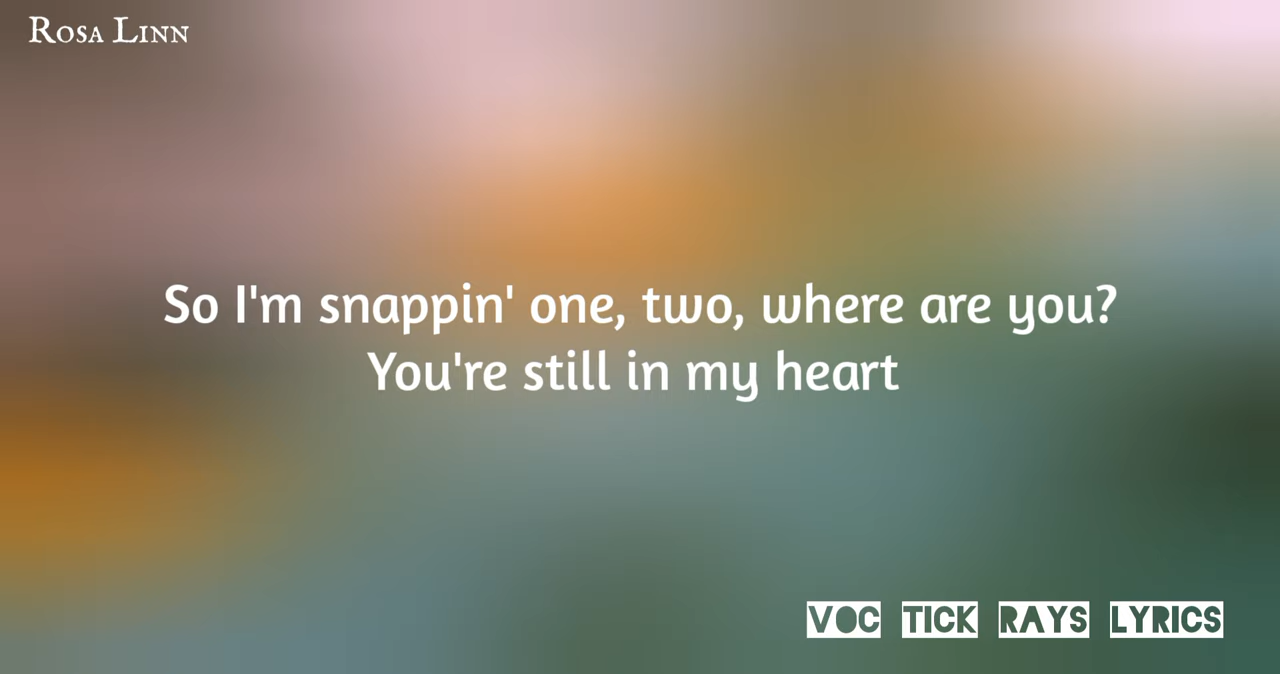 Rosa Linn
So I'm snappin' one, two, where are you?
You're still in my heart
VOC TICK RAYS LYRICS